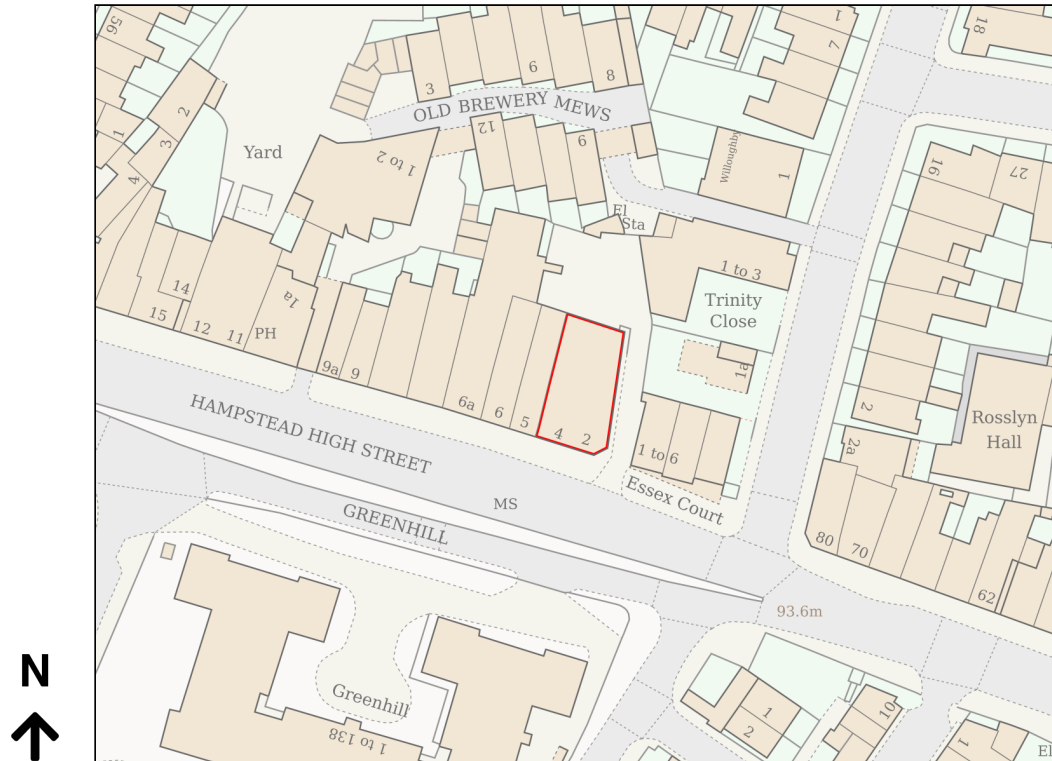 56
1
7
18
3
6
8
OLD BREWERY MEWS
2
1
3
4
Yard
1 to 2
12
6
Willoughby
1
16
27
El
Sta
1 to 3
Trinity
Close
14
15
12
11
1a
PH
9a
9
6a
6
5
4
2
1a
2
Rosslyn
Hall
HAMPSTEAD HIGH STREET
1 to 6
Essex Court
2a
MS
GREENHILL
80
70
62
93.6m
N
Greenhill
1 to 138
1
2
10
1
El